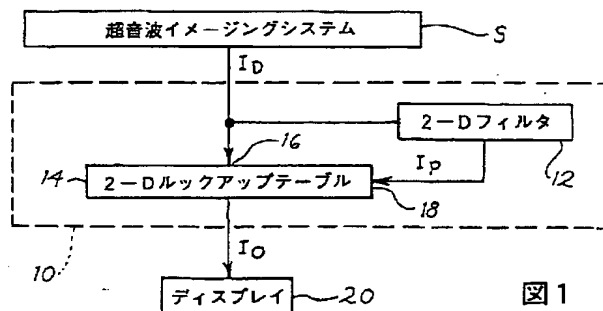 超音波イメージングシステム
S
I_D
16
2-Dフィルタ
12
I_P
14
2-Dルックアップテーブル
18
10
I_O
ディスプレイ
20
図1